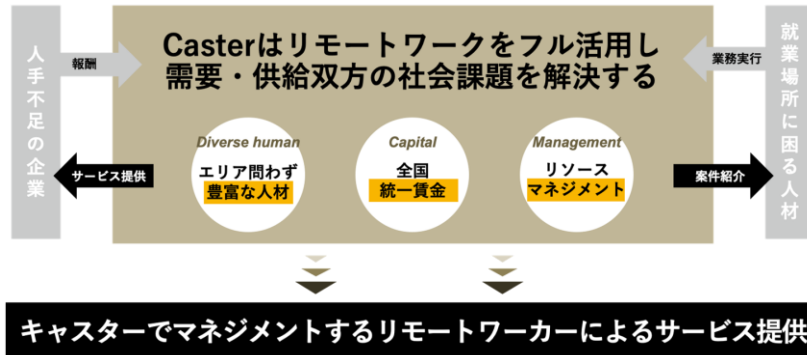 Casterはリモートワークをフル活用し
需要・供給双方の社会課題を解決する
人手不足の企業
報酬
サービス提供
Diverse human
エリア問わず
豊富な人材
Capital
全国
統一賃金
Management
リソース
マネジメント
業務実行
案件紹介
就業場所に困る人材
キャスターでマネジメントするリモートワーカーによるサービス提供